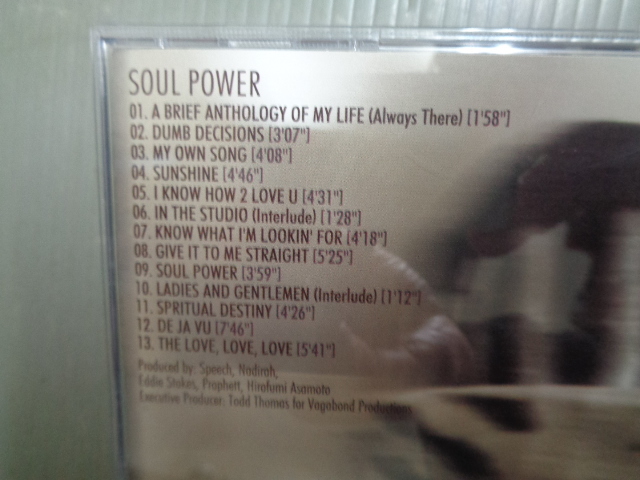 SOUL POWER
01. A BRIEF ANTHOLOGY OF MY LIFE (Always There) [1'58"]
02. DUMB DECISIONS [3'07"]
03. MY OWN SONG [4'08"]
04. SUNSHINE [4'46"]
05. I KNOW HOW 2 LOVE U [4'31"]
06. IN THE STUDIO (Interlude) [1'28"]
07. KNOW WHAT I'M LOOKIN' FOR [4'18"]
08. GIVE IT TO ME STRAIGHT [5'25"]
09. SOUL POWER [3'59"]
10. LADIES AND GENTLEMEN (Interlude) [1'12"]
11. SPRITUAL DESTINY [4'26"]
12. DE JA VU [7'46"]
13. THE LOVE, LOVE, LOVE [5'41"]
Produced by: Speech, Nadirah,
Eddie Stokes, Prophett, Hirofumi Asamoto
Executive Producer: Todd Thomas for Vagabond Productions